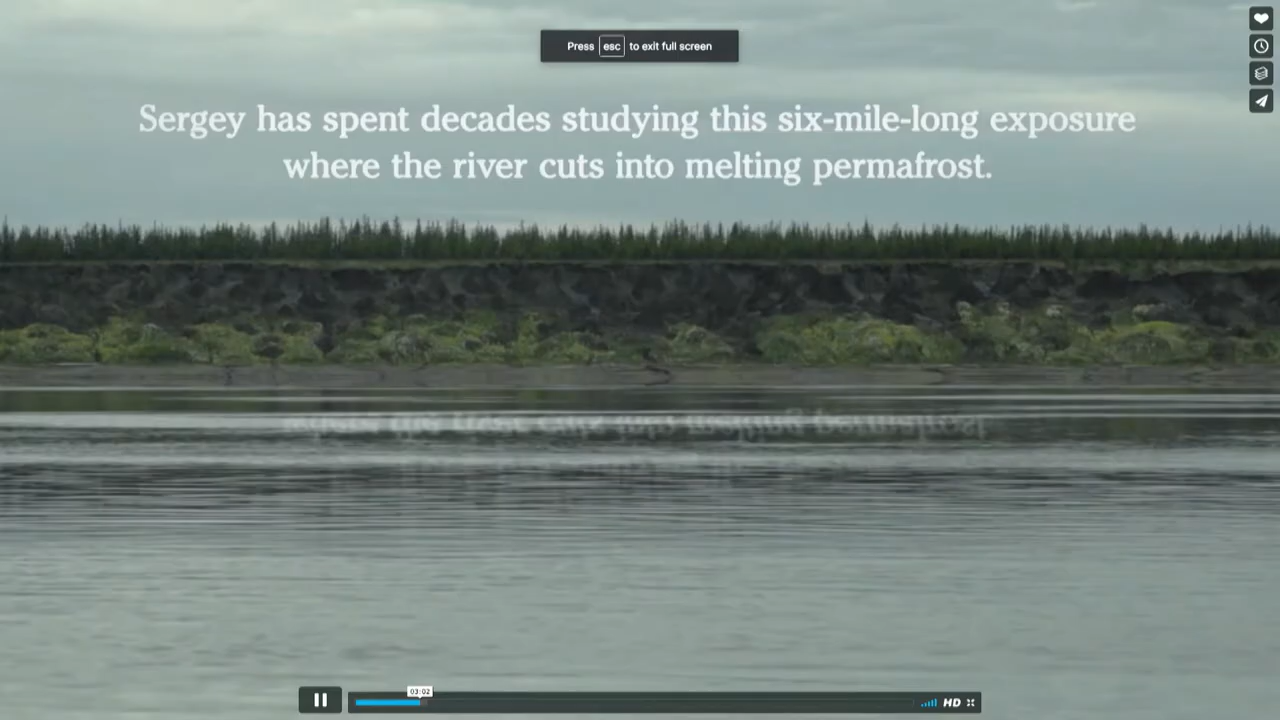 Press esc to exit full screen
Sergey has spent decades studying this six-mile-long exposure
where the river cuts into melting permafrost.
03:02
HD